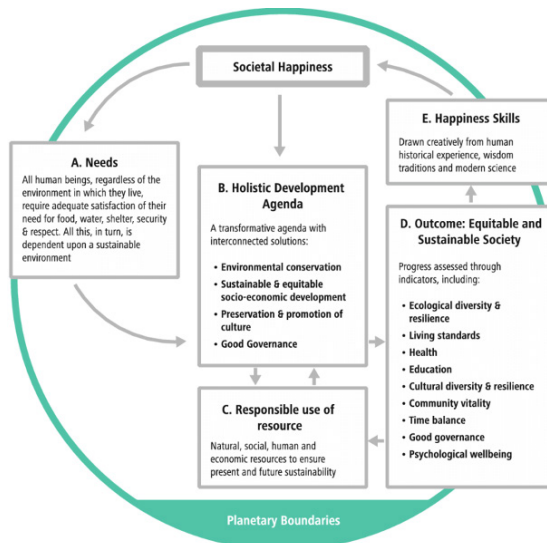 Societal Happiness
A. Needs
All human beings, regardless of the
environment in which they live,
require adequate satisfaction of their
need for food, water, shelter, security
& respect. All this, in turn, is
dependent upon a sustainable
environment
B. Holistic Development
Agenda
A transformative agenda with
interconnected solutions:
• Environmental conservation
• Sustainable & equitable
socio-economic development
• Preservation & promotion of
culture
• Good Governance
C. Responsible use of
resource
Natural, social, human and
economic resources to ensure
present and future sustainability
E. Happiness Skills
Drawn creatively from human
historical experience, wisdom
traditions and modern science
D. Outcome: Equitable and
Sustainable Society
Progress assessed through
indicators, including:
• Ecological diversity &
resilience
• Living standards
• Health
• Education
• Cultural diversity & resilience
• Community vitality
• Time balance
• Good governance
• Psychological wellbeing
Planetary Boundaries